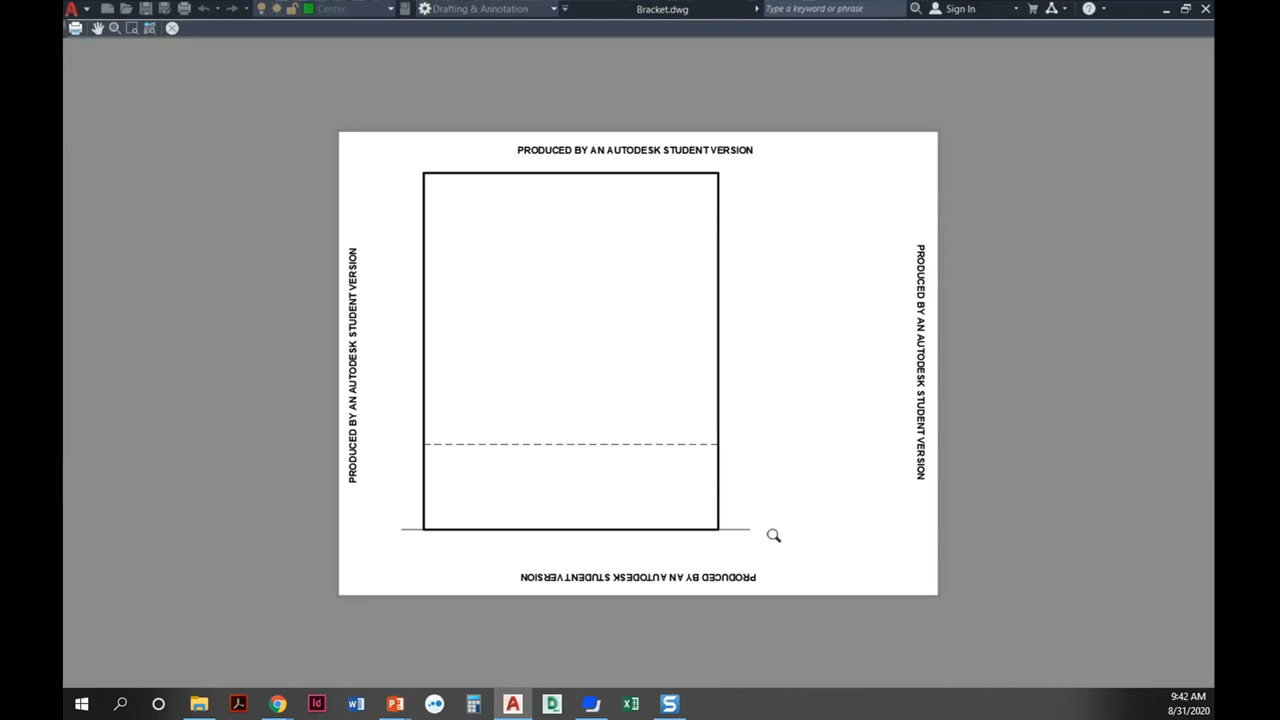 Center
Drafting & Annotation
Bracket.dwg
Type a keyword or phrase
Sign In
PRODUCED BY AN AUTODESK STUDENT VERSION
PRODUCED BY AN AUTODESK STUDENT VERSION
PRODUCED BY AN AUTODESK STUDENT VERSION
PRODUCED BY AN AUTODESK STUDENT VERSION
9:42 AM
8/31/2020